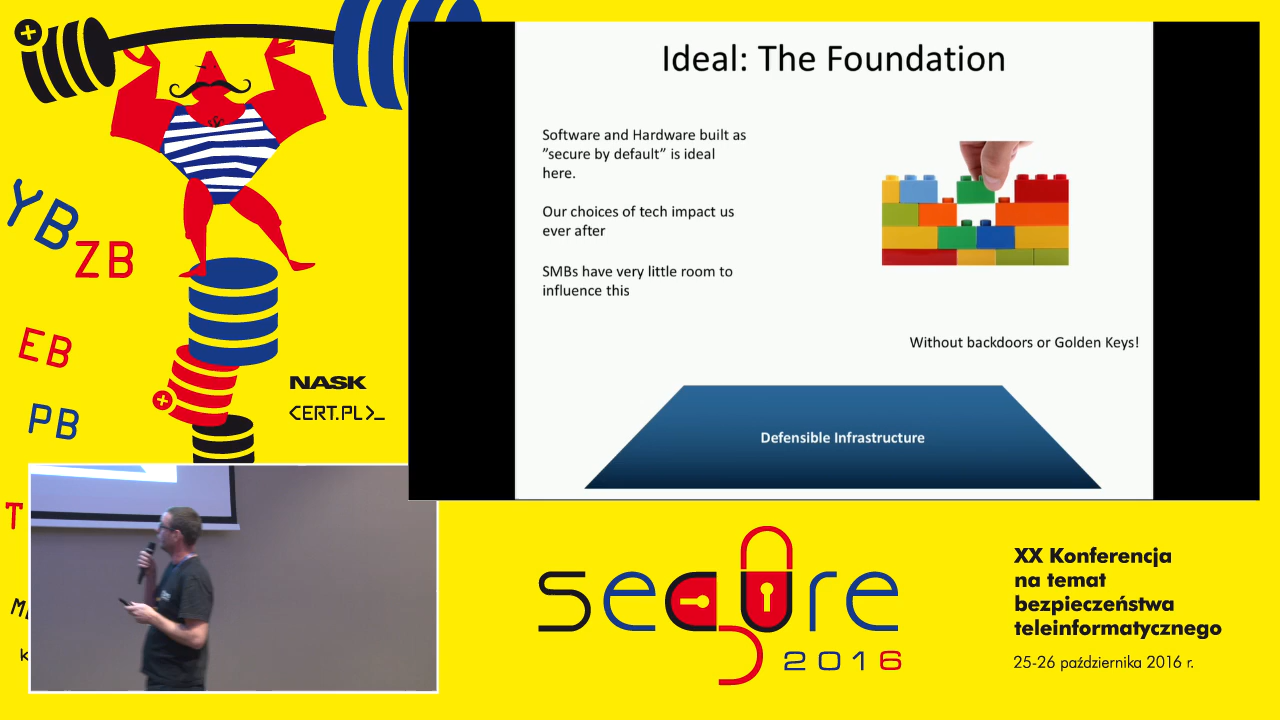 Ideal: The Foundation
Software and Hardware built as
”secure by default” is ideal
here.
Our choices of tech impact us
ever after
SMBs have very little room to
influence this
Without backdoors or Golden Keys!
Defensible Infrastructure
YB
ZB
EB
PB
T
NASK
<CERT.PL>_
secure
2016
XX Konferencja
na temat
bezpieczeństwa
teleinformatycznego
25-26 października 2016 r.